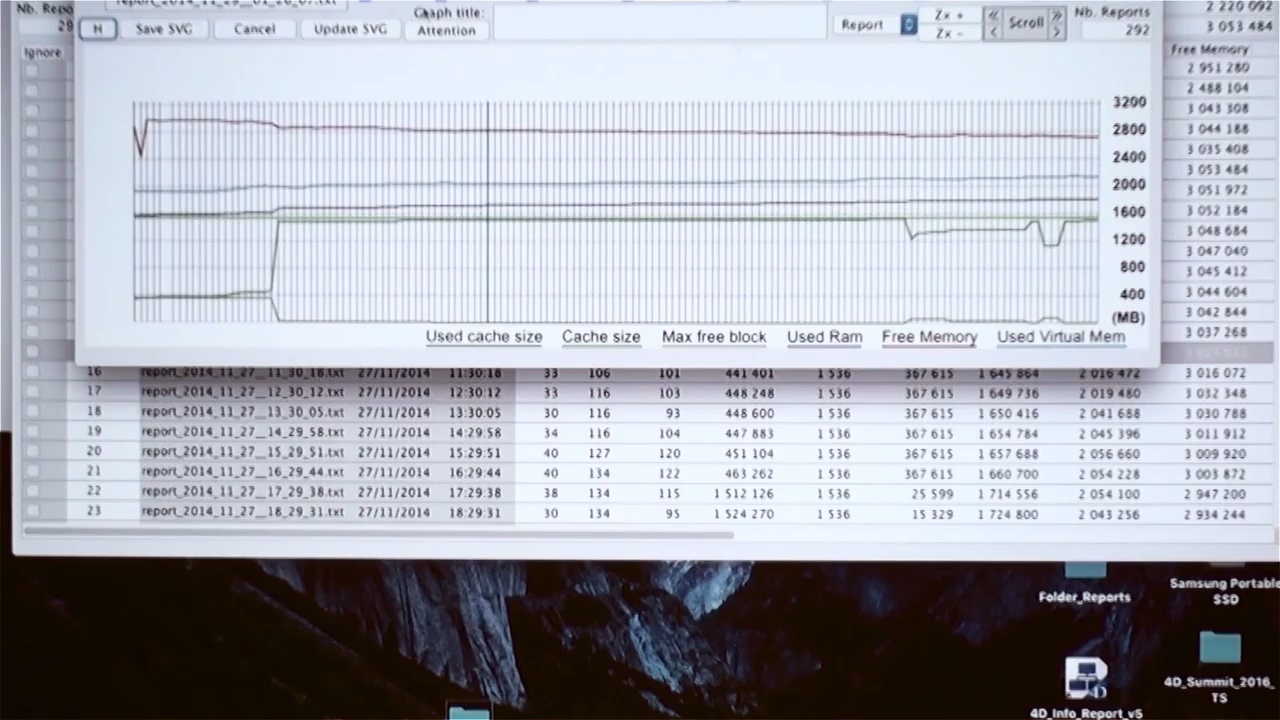 Nb. Repo
report_2014_11_29__01_26_07.txt
Graph title:
2 220 092
29
H Save SVG Cancel Update SVG Attention
Report Zx + Zx - Scroll Nb. Reports
292
3 053 484
Ignore
Free Memory
2 951 280
2 488 104
3 043 308
3 044 188
3 035 408
3 053 484
3 051 972
3 052 184
3 048 684
3 047 040
3 045 412
3 044 604
3 042 844
3 037 268
3200
2800
2400
2000
1600
1200
800
400
(MB)
Used cache size Cache size Max free block Used Ram Free Memory Used Virtual Mem
16 report_2014_11_27__11_30_18.txt 27/11/2014 11:30:18 33 106 101 441 401 1 536 367 615 1 645 864 2 016 472 3 016 072
17 report_2014_11_27__12_30_12.txt 27/11/2014 12:30:12 33 116 103 448 248 1 536 367 615 1 649 736 2 019 480 3 032 348
18 report_2014_11_27__13_30_05.txt 27/11/2014 13:30:05 30 116 93 448 600 1 536 367 615 1 650 416 2 041 688 3 030 788
19 report_2014_11_27__14_29_58.txt 27/11/2014 14:29:58 34 116 104 447 883 1 536 367 615 1 654 784 2 045 396 3 011 912
20 report_2014_11_27__15_29_51.txt 27/11/2014 15:29:51 40 127 120 451 104 1 536 367 615 1 657 688 2 056 660 3 009 920
21 report_2014_11_27__16_29_44.txt 27/11/2014 16:29:44 40 134 122 463 262 1 536 367 615 1 660 700 2 054 228 3 003 872
22 report_2014_11_27__17_29_38.txt 27/11/2014 17:29:38 38 134 115 1 512 126 1 536 25 599 1 714 556 2 054 100 2 947 200
23 report_2014_11_27__18_29_31.txt 27/11/2014 18:29:31 30 134 95 1 524 270 1 536 15 329 1 724 800 2 043 256 2 934 244
Folder_Reports
Samsung Portable
SSD
4D_Summit_2016_
TS
4D_Info_Report_v5